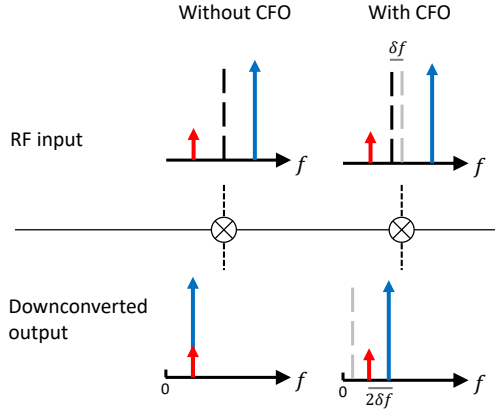 Without CFO
With CFO
δf
RF input
f
f
Downconverted
output
f
f
0
0
2δf